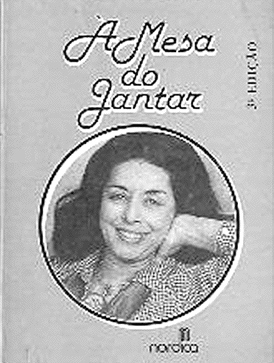 A Mesa
do
Jantar
3ª EDIÇÃO
nordica